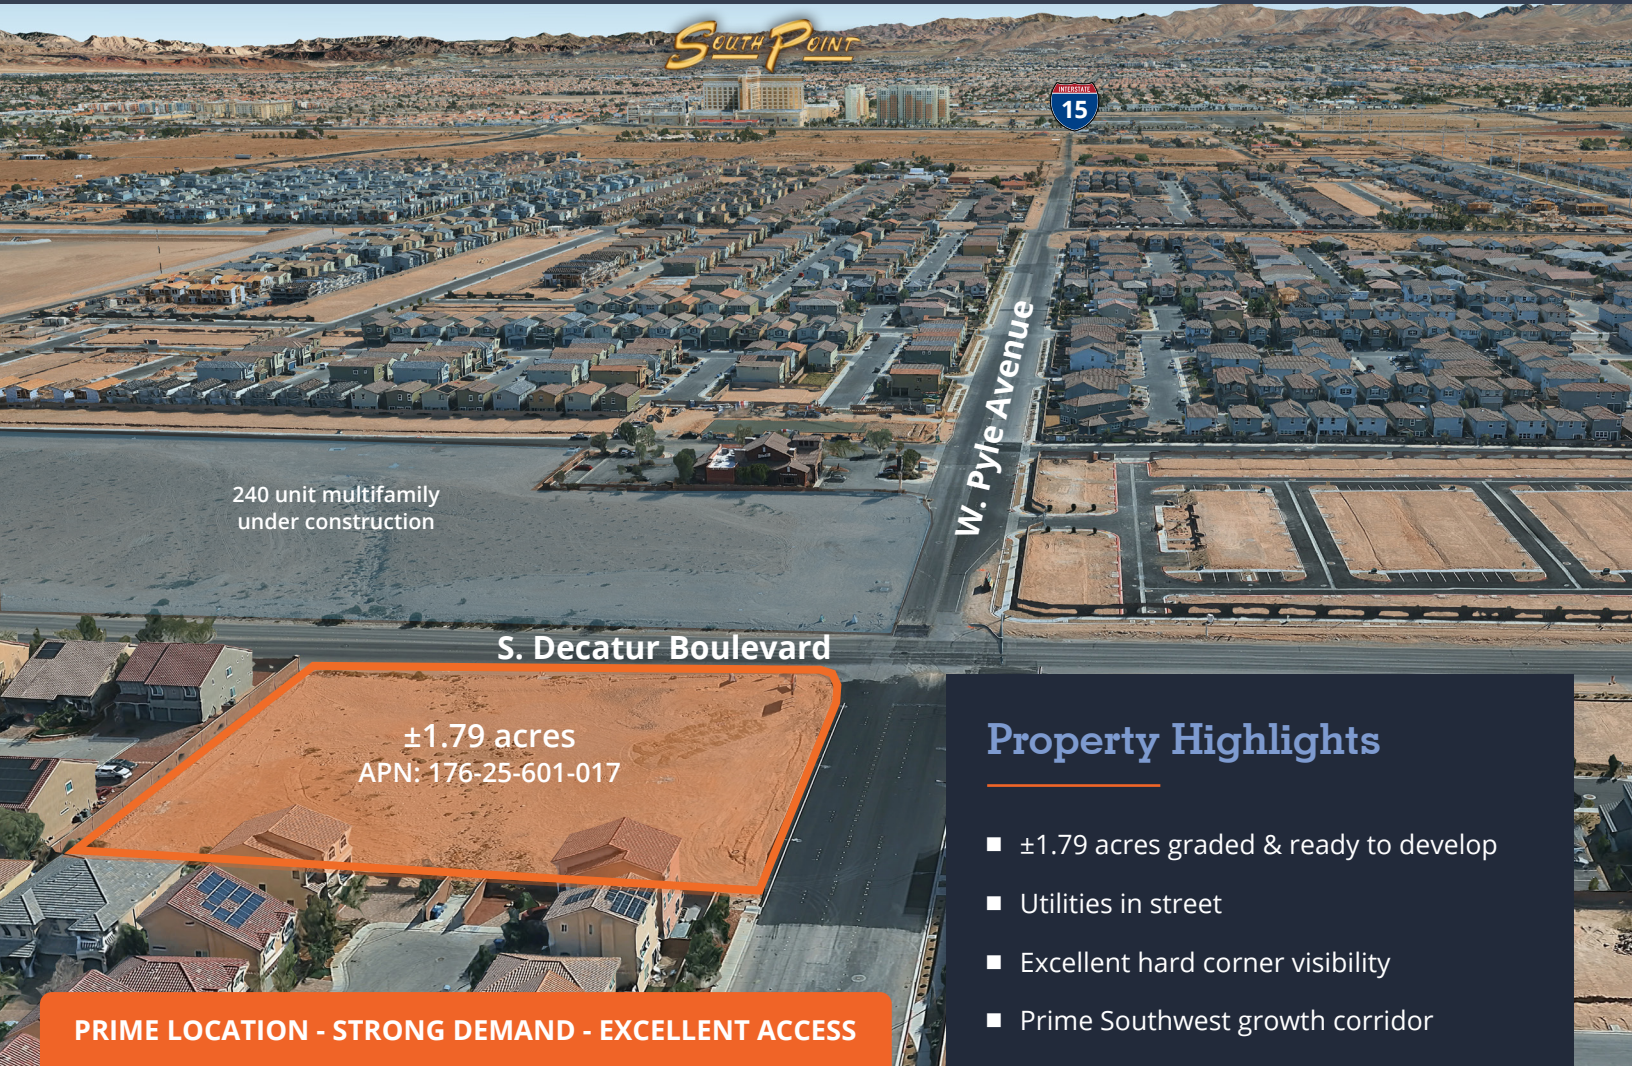 SOUTH POINT
INTERSTATE
15
W. Pyle Avenue
240 unit multifamily
under construction
S. Decatur Boulevard
±1.79 acres
APN: 176-25-601-017
Property Highlights
±1.79 acres graded & ready to develop
Utilities in street
Excellent hard corner visibility
Prime Southwest growth corridor
PRIME LOCATION - STRONG DEMAND - EXCELLENT ACCESS